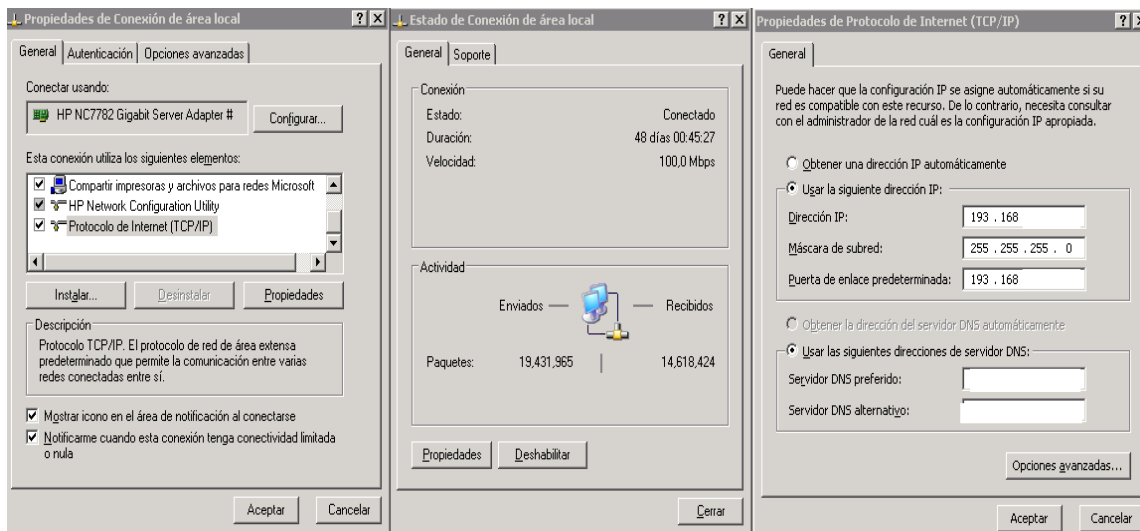 Propiedades de Conexión de área local
General Autenticación Opciones avanzadas
Conectar usando:
HP NC7782 Gigabit Server Adapter #
Configurar...
Esta conexión utiliza los siguientes elementos:
Compartir impresoras y archivos para redes Microsoft
HP Network Configuration Utility
Protocolo de Internet (TCP/IP)
Instalar... Desinstalar Propiedades
Descripción
Protocolo TCP/IP. El protocolo de red de área extensa
predeterminado que permite la comunicación entre varias
redes conectadas entre sí.
Mostrar icono en el área de notificación al conectarse
Notificarme cuando esta conexión tenga conectividad limitada
o nula
Aceptar Cancelar
Estado de Conexión de área local
General Soporte
Conexión
Estado: Conectado
Duración: 48 días 00:45:27
Velocidad: 100,0 Mbps
Actividad
Enviados Recibidos
Paquetes: 19,431,965 14,618,424
Propiedades Deshabilitar
Cerrar
Propiedades de Protocolo de Internet (TCP/IP)
General
Puede hacer que la configuración IP se asigne automáticamente si su
red es compatible con este recurso. De lo contrario, necesita consultar
con el administrador de la red cuál es la configuración IP apropiada.
Obtener una dirección IP automáticamente
Usar la siguiente dirección IP:
Dirección IP: 193 . 168
Máscara de subred: 255 . 255 . 255 . 0
Puerta de enlace predeterminada: 193 . 168
Obtener la dirección del servidor DNS automáticamente
Usar las siguientes direcciones de servidor DNS:
Servidor DNS preferido:
Servidor DNS alternativo:
Opciones avanzadas...
Aceptar Cancelar